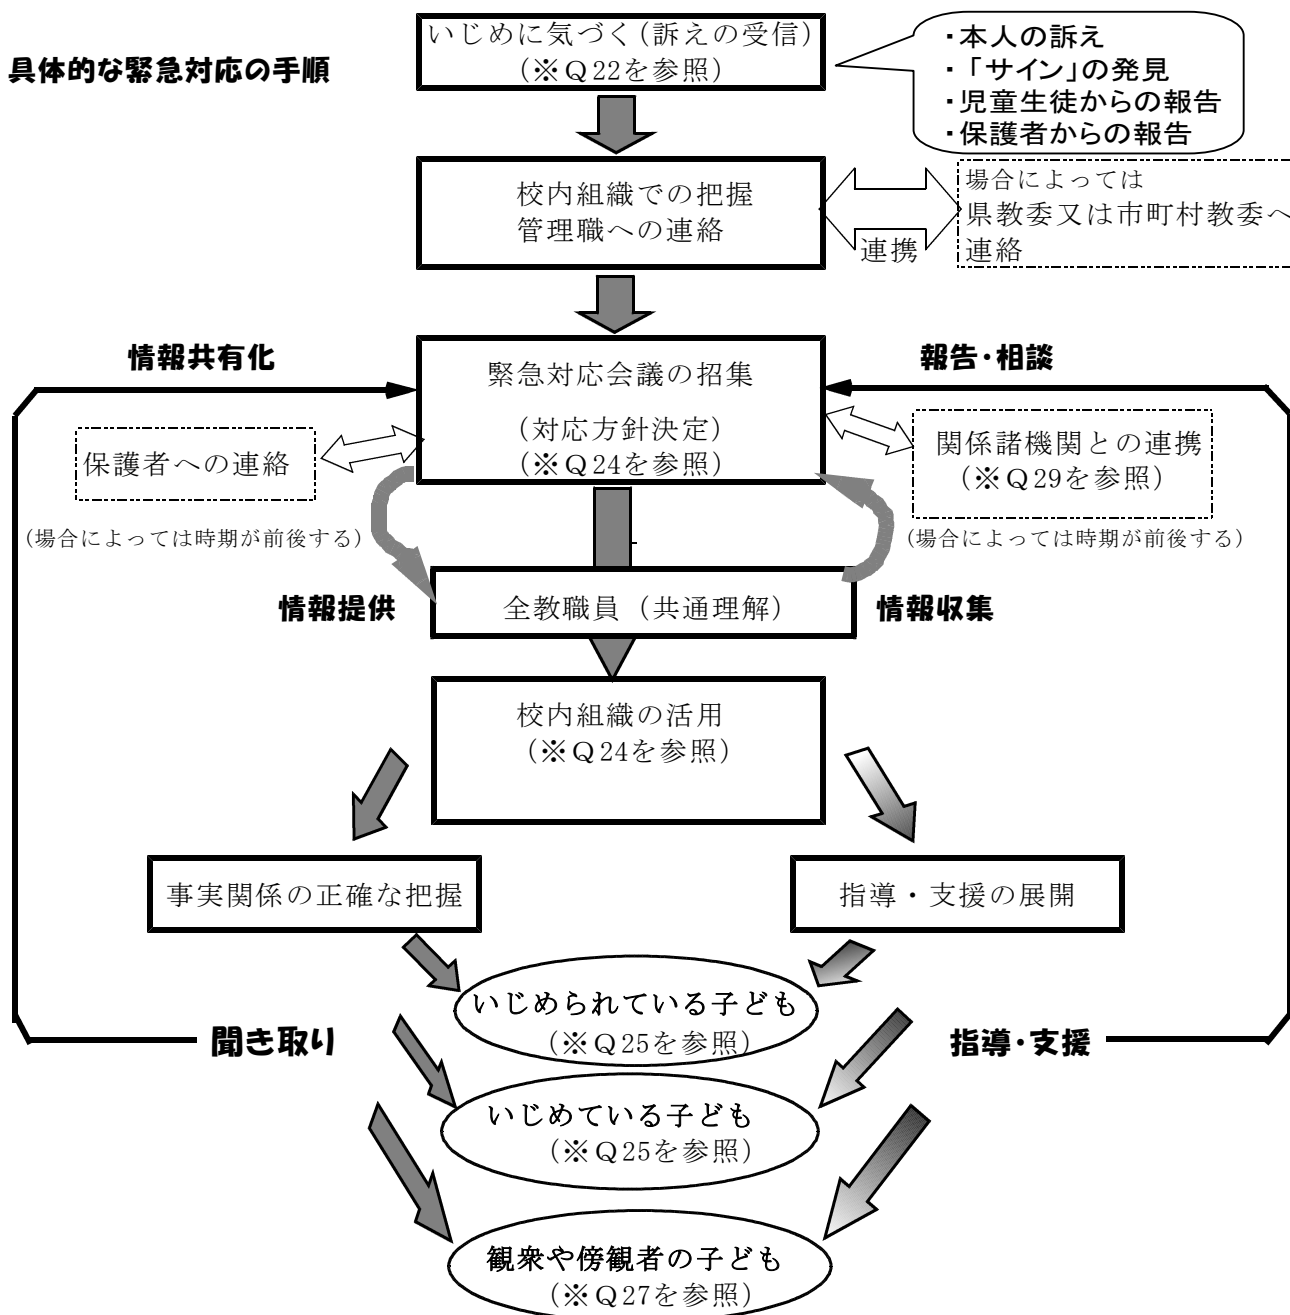 具体的な緊急対応の手順
いじめに気づく(訴えの受信)
(※Q22を参照)
・本人の訴え
・「サイン」の発見
・児童生徒からの報告
・保護者からの報告
校内組織での把握
管理職への連絡
連携
場合によっては
県教委又は市町村教委へ
連絡
情報共有化
報告・相談
緊急対応会議の招集
(対応方針決定)
(※Q24を参照)
保護者への連絡
(場合によっては時期が前後する)
関係諸機関との連携
(※Q29を参照)
(場合によっては時期が前後する)
情報提供
全教職員(共通理解)
情報収集
校内組織の活用
(※Q24を参照)
事実関係の正確な把握
指導・支援の展開
いじめられている子ども
(※Q25を参照)
聞き取り
指導・支援
いじめている子ども
(※Q25を参照)
観衆や傍観者の子ども
(※Q27を参照)